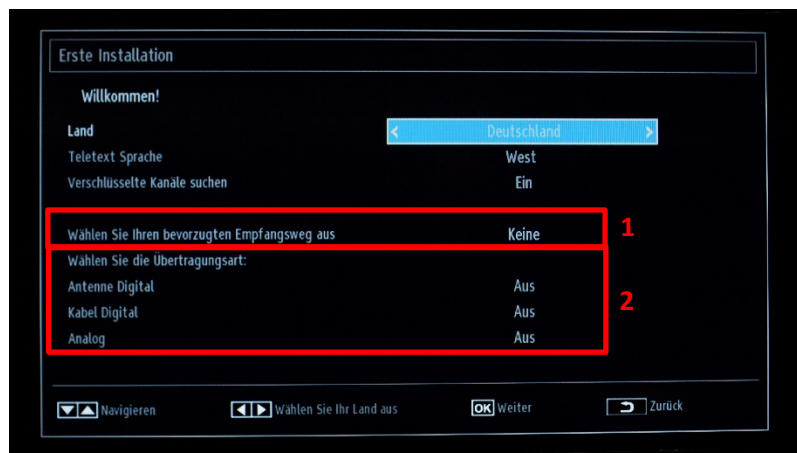 Erste Installation
Willkommen!
Land < Deutschland >
Teletext Sprache West
Verschlüsselte Kanäle suchen Ein
Wählen Sie Ihren bevorzugten Empfangsweg aus Keine 1
Wählen Sie die Übertragungsart:
Antenne Digital Aus
Kabel Digital Aus 2
Analog Aus
Navigieren Wählen Sie Ihr Land aus OK Weiter Zurück